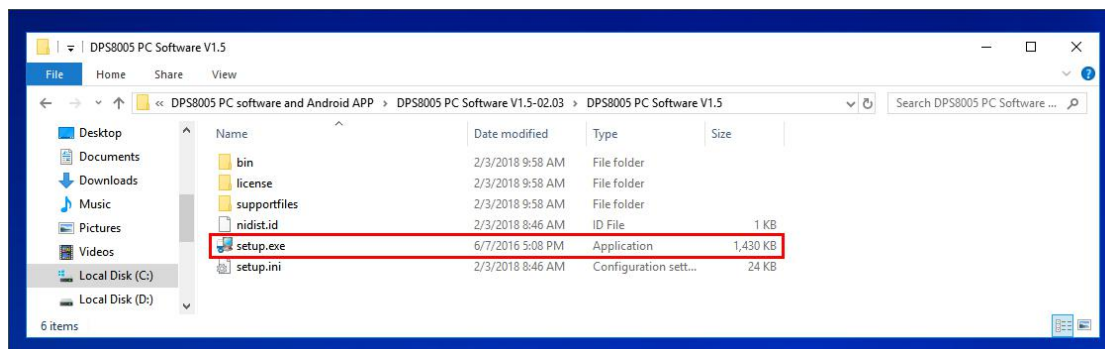 DPS8005 PC Software V1.5
File Home Share View
« DPS8005 PC software and Android APP > DPS8005 PC Software V1.5-02.03 > DPS8005 PC Software V1.5 Search DPS8005 PC Software ...
Desktop
Documents
Downloads
Music
Pictures
Videos
Local Disk (C:)
Local Disk (D:)
Name Date modified Type Size
bin 2/3/2018 9:58 AM File folder
license 2/3/2018 9:58 AM File folder
supportfiles 2/3/2018 9:58 AM File folder
nidist.id 2/3/2018 8:46 AM ID File 1 KB
setup.exe 6/7/2016 5:08 PM Application 1,430 KB
setup.ini 2/3/2018 8:46 AM Configuration sett... 24 KB
6 items